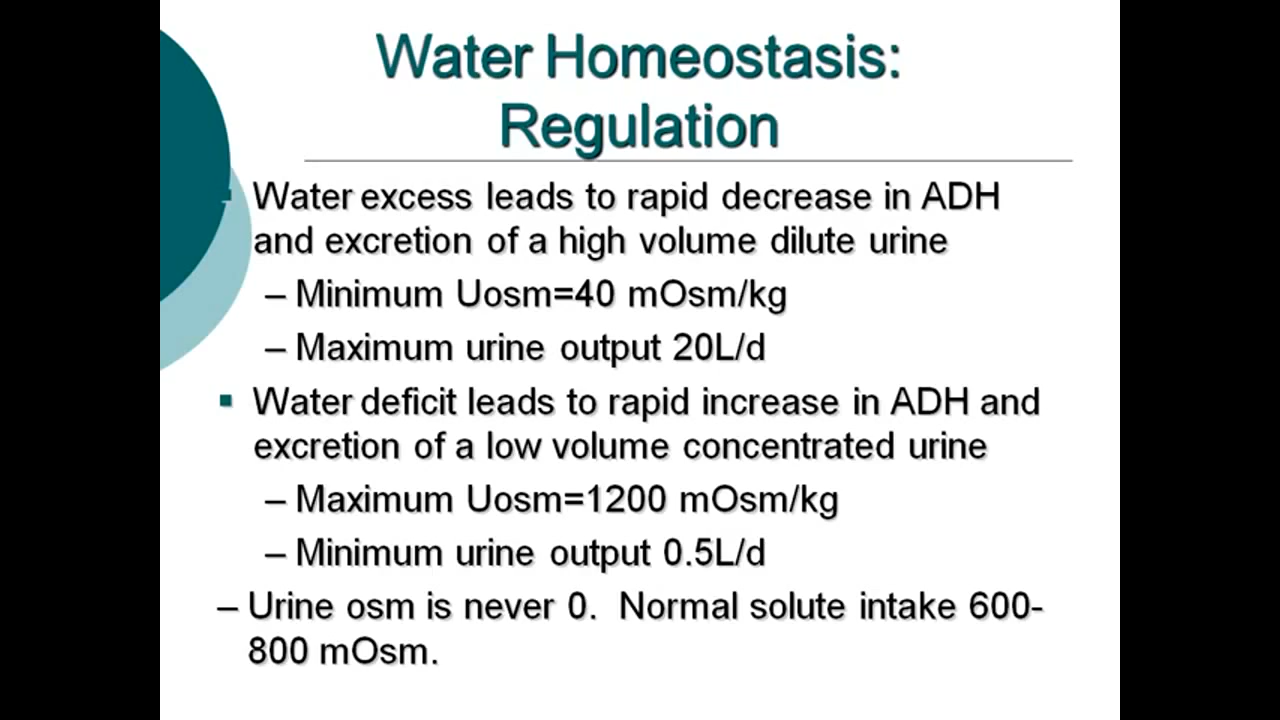 Water Homeostasis:
Regulation
▪ Water excess leads to rapid decrease in ADH
and excretion of a high volume dilute urine
– Minimum Uosm=40 mOsm/kg
– Maximum urine output 20L/d
▪ Water deficit leads to rapid increase in ADH and
excretion of a low volume concentrated urine
– Maximum Uosm=1200 mOsm/kg
– Minimum urine output 0.5L/d
– Urine osm is never 0. Normal solute intake 600-
800 mOsm.